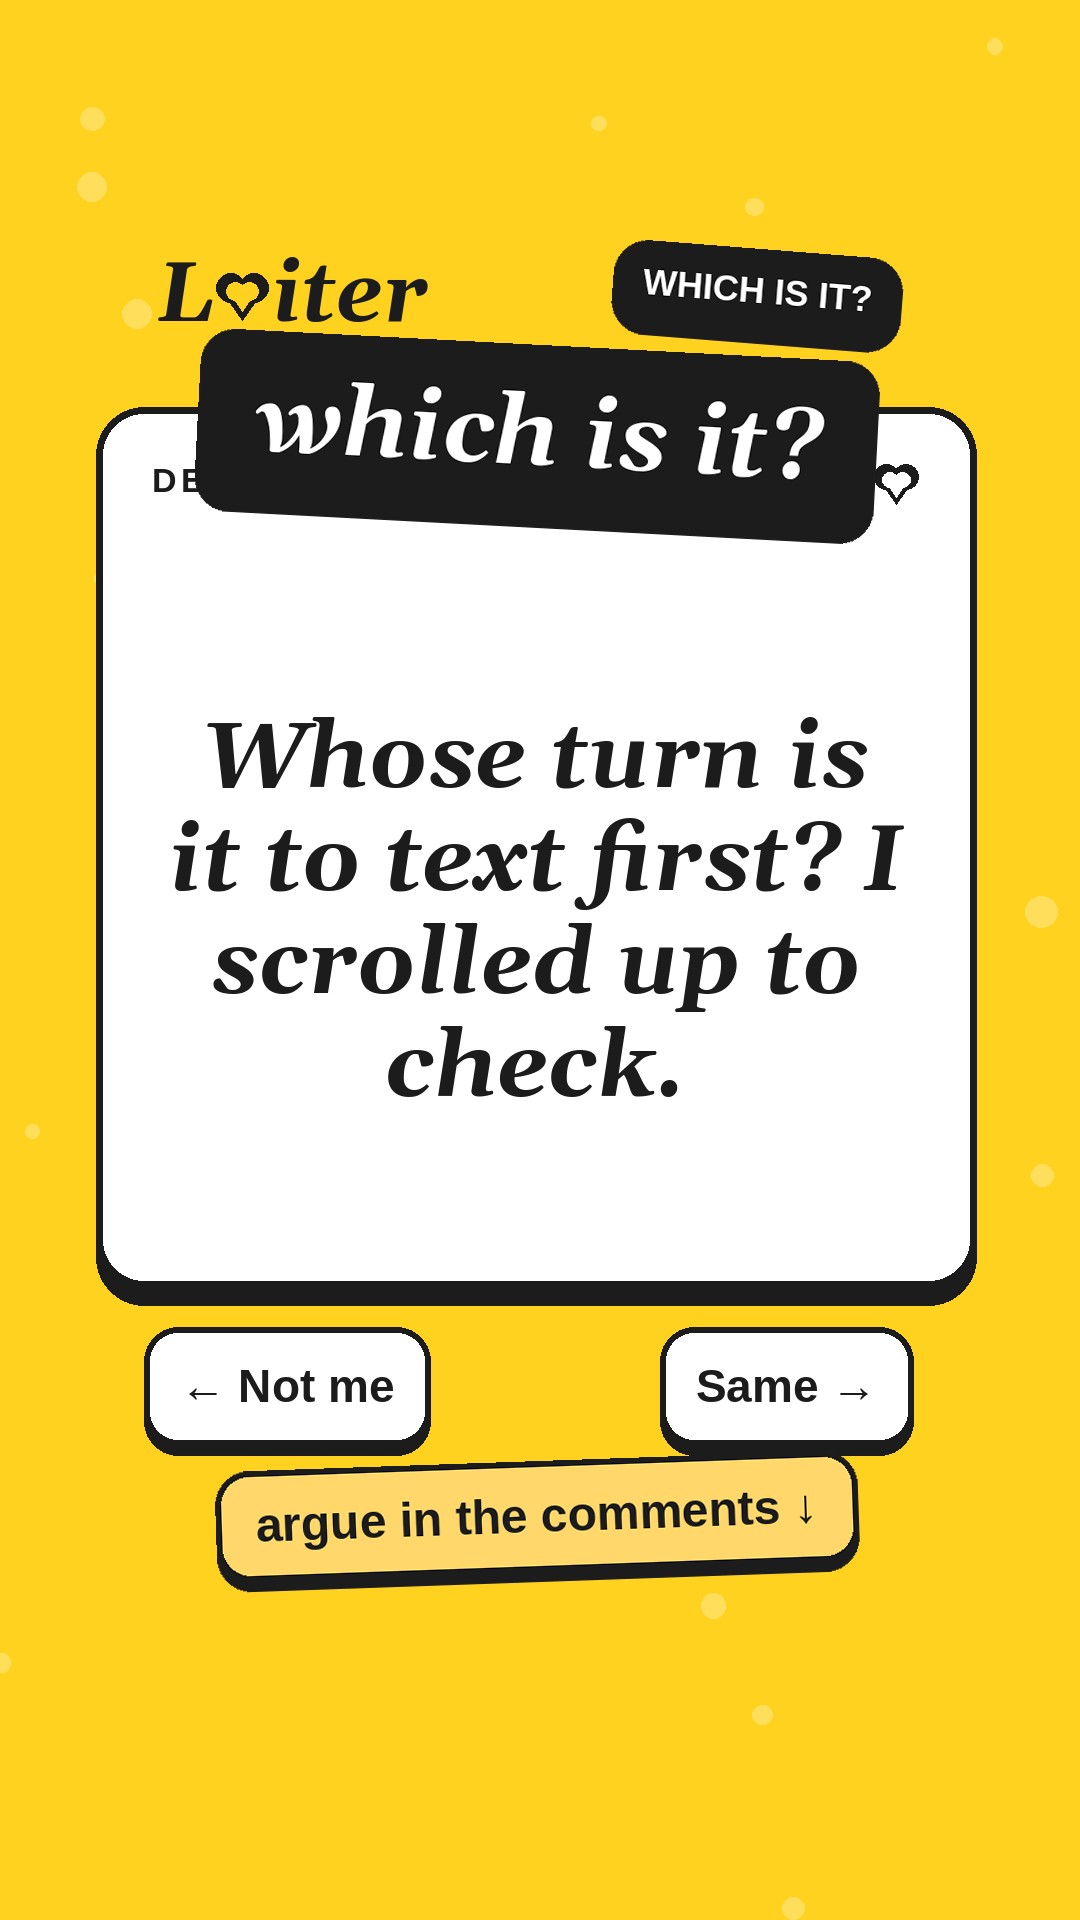 Loiter
WHICH IS IT?
which is it?
Whose turn is
it to text first? I
scrolled up to
check.
← Not me
Same →
argue in the comments ↓